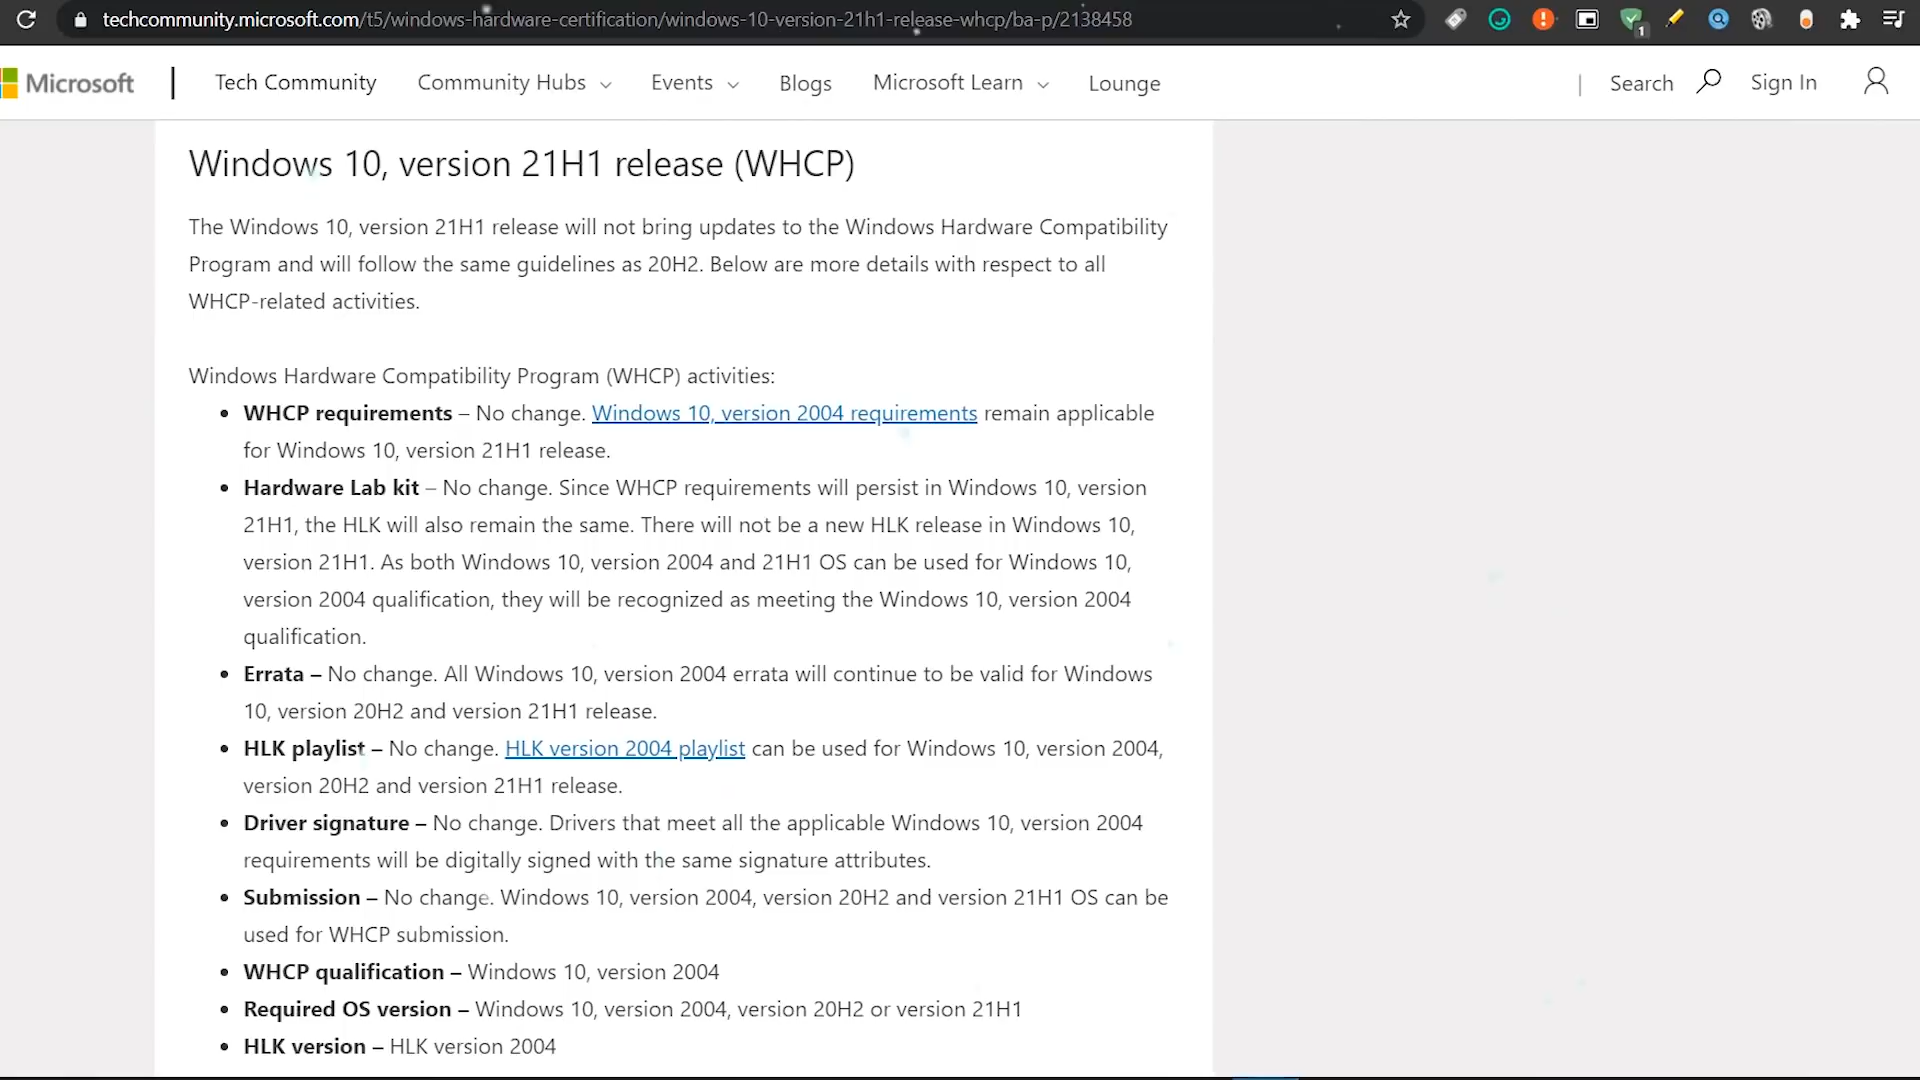 techcommunity.microsoft.com/t5/windows-hardware-certification/windows-10-version-21h1-release-whcp/ba-p/2138458
1
Microsoft | Tech Community Community Hubs Events Blogs Microsoft Learn Lounge | Search Sign In
Windows 10, version 21H1 release (WHCP)
The Windows 10, version 21H1 release will not bring updates to the Windows Hardware Compatibility
Program and will follow the same guidelines as 20H2. Below are more details with respect to all
WHCP-related activities.
Windows Hardware Compatibility Program (WHCP) activities:
• WHCP requirements – No change. Windows 10, version 2004 requirements remain applicable
for Windows 10, version 21H1 release.
• Hardware Lab kit – No change. Since WHCP requirements will persist in Windows 10, version
21H1, the HLK will also remain the same. There will not be a new HLK release in Windows 10,
version 21H1. As both Windows 10, version 2004 and 21H1 OS can be used for Windows 10,
version 2004 qualification, they will be recognized as meeting the Windows 10, version 2004
qualification.
• Errata – No change. All Windows 10, version 2004 errata will continue to be valid for Windows
10, version 20H2 and version 21H1 release.
• HLK playlist – No change. HLK version 2004 playlist can be used for Windows 10, version 2004,
version 20H2 and version 21H1 release.
• Driver signature – No change. Drivers that meet all the applicable Windows 10, version 2004
requirements will be digitally signed with the same signature attributes.
• Submission – No change. Windows 10, version 2004, version 20H2 and version 21H1 OS can be
used for WHCP submission.
• WHCP qualification – Windows 10, version 2004
• Required OS version – Windows 10, version 2004, version 20H2 or version 21H1
• HLK version – HLK version 2004